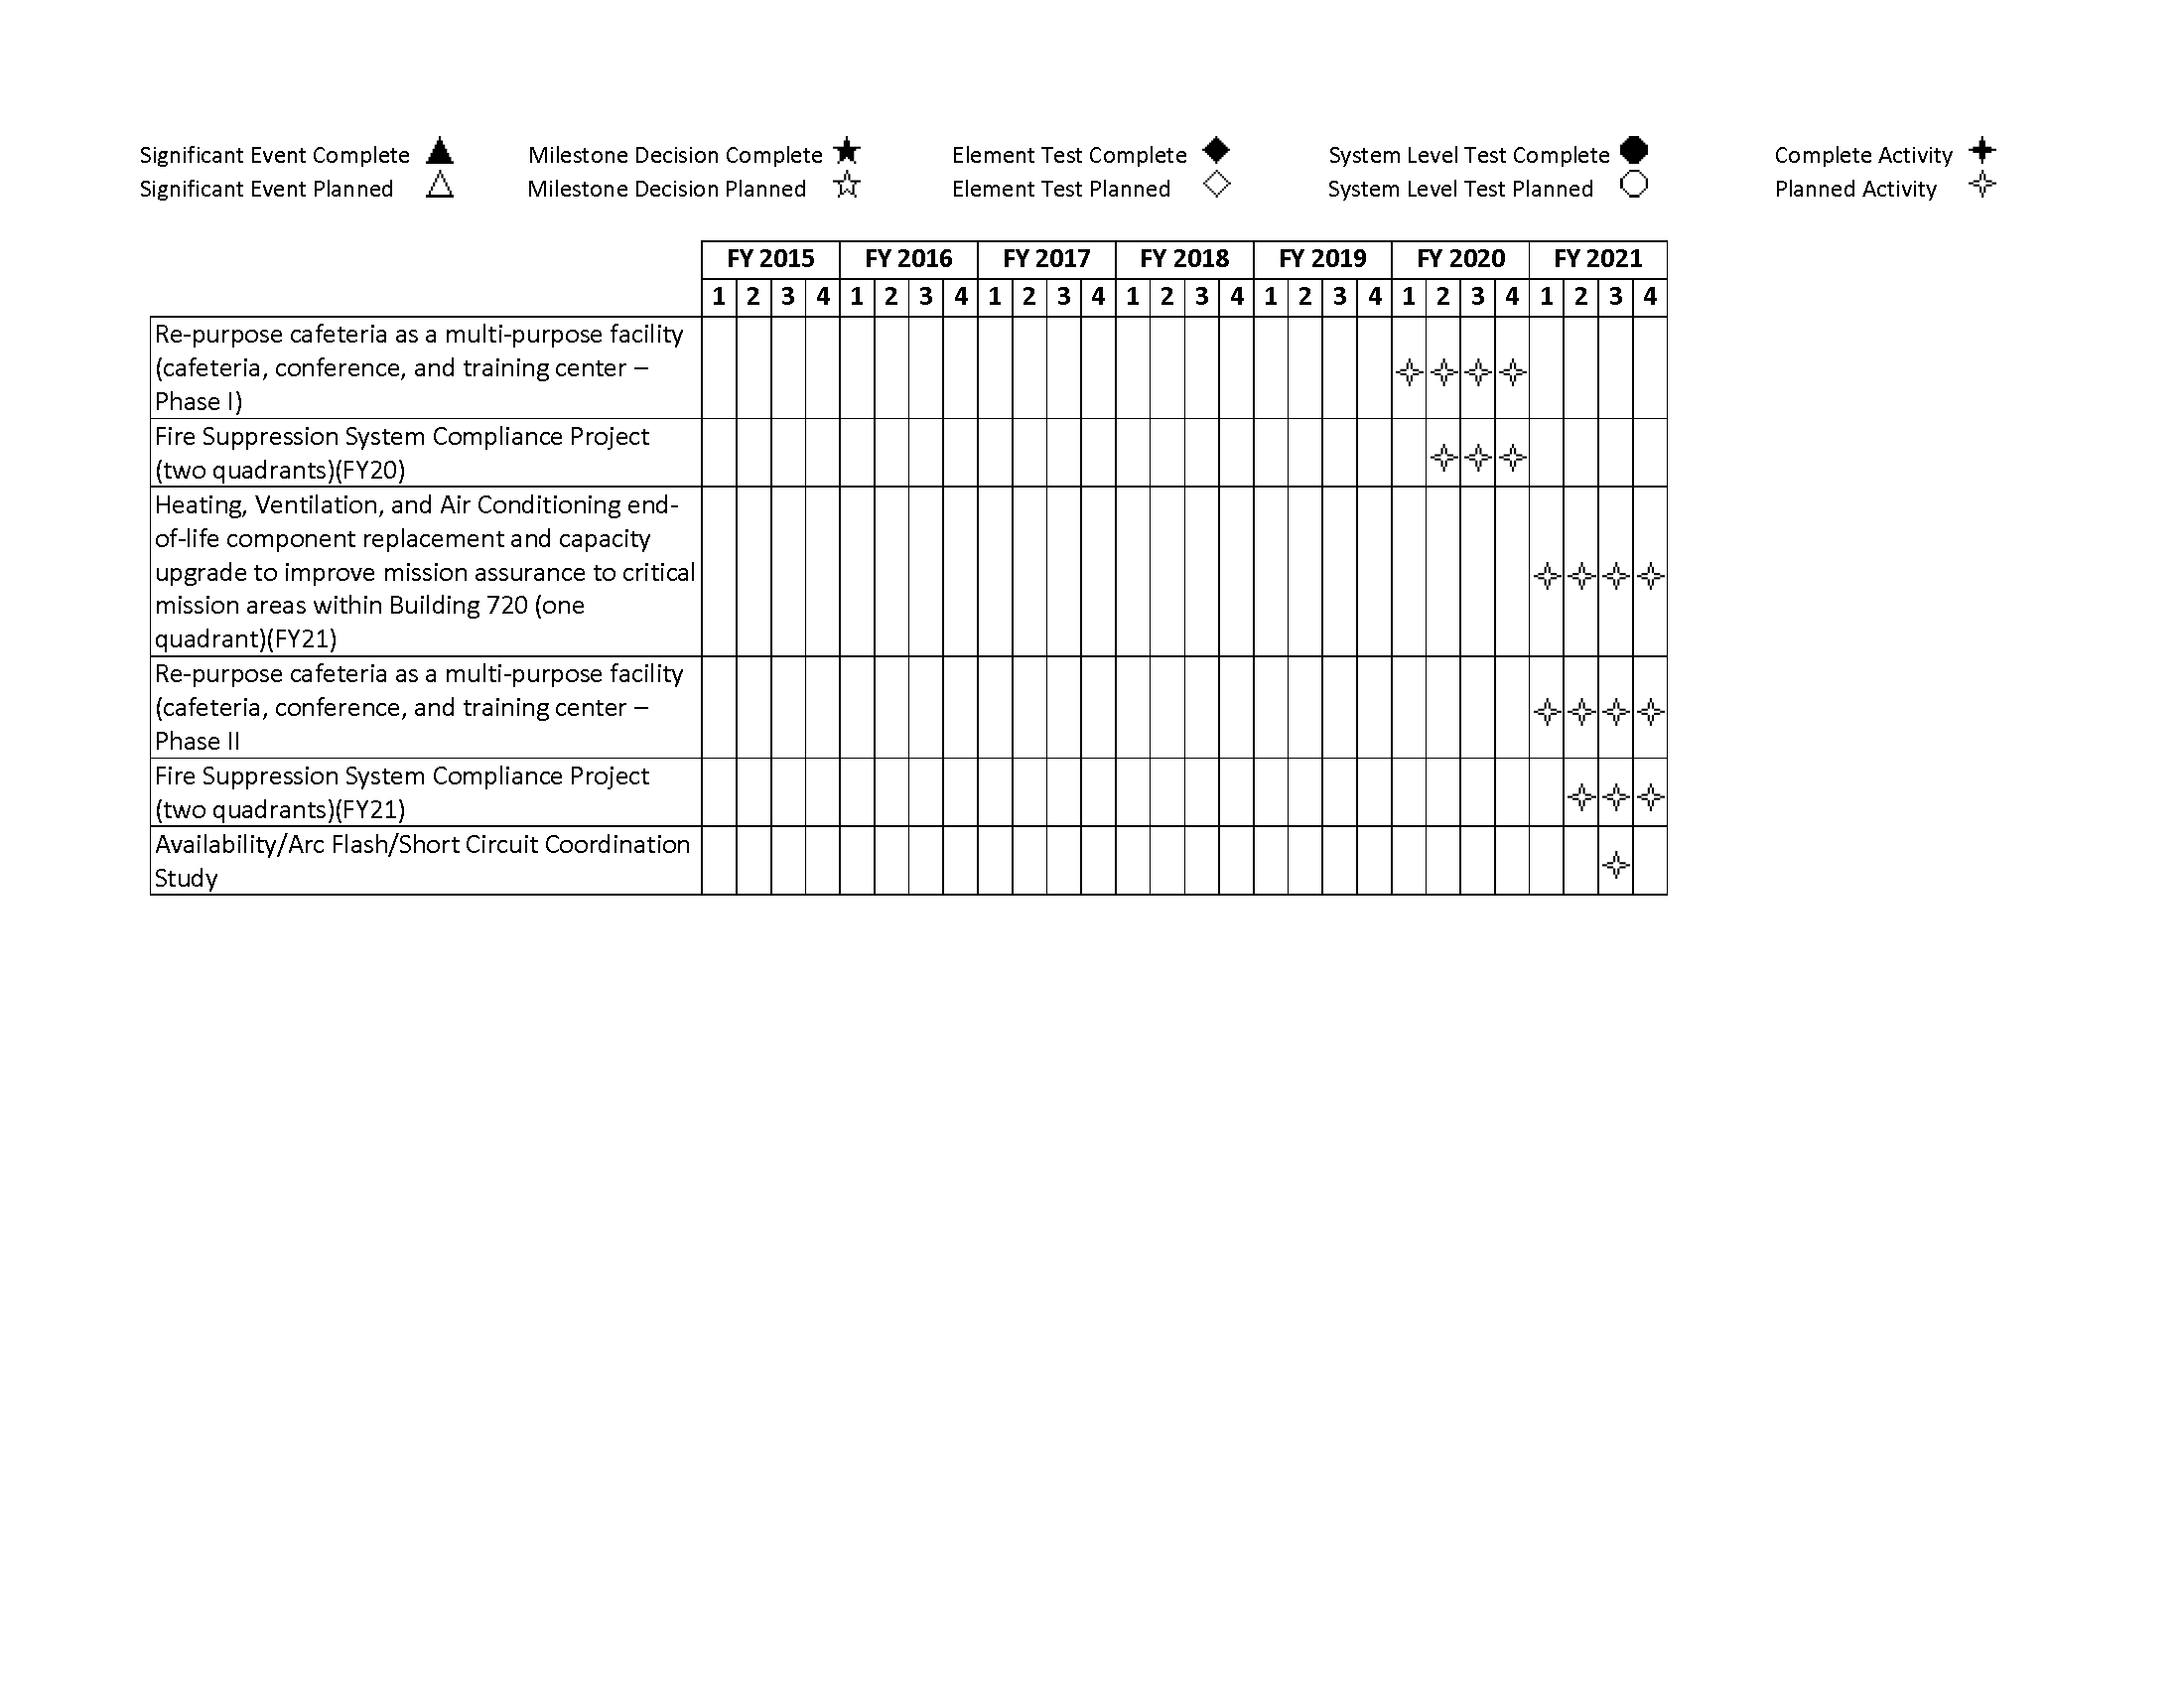 Significant Event Complete Milestone Decision Complete Element Test Complete System Level Test Complete Complete Activity
Significant Event Planned Milestone Decision Planned Element Test Planned System Level Test Planned Planned Activity
FY 2015 FY 2016 FY 2017 FY 2018 FY 2019 FY 2020 FY 2021
1 2 3 4 1 2 3 4 1 2 3 4 1 2 3 4 1 2 3 4 1 2 3 4 1 2 3 4
Re-purpose cafeteria as a multi-purpose facility
(cafeteria, conference, and training center –
Phase I)
Fire Suppression System Compliance Project
(two quadrants)(FY20)
Heating, Ventilation, and Air Conditioning end-
of-life component replacement and capacity
upgrade to improve mission assurance to critical
mission areas within Building 720 (one
quadrant)(FY21)
Re-purpose cafeteria as a multi-purpose facility
(cafeteria, conference, and training center –
Phase II
Fire Suppression System Compliance Project
(two quadrants)(FY21)
Availability/Arc Flash/Short Circuit Coordination
Study